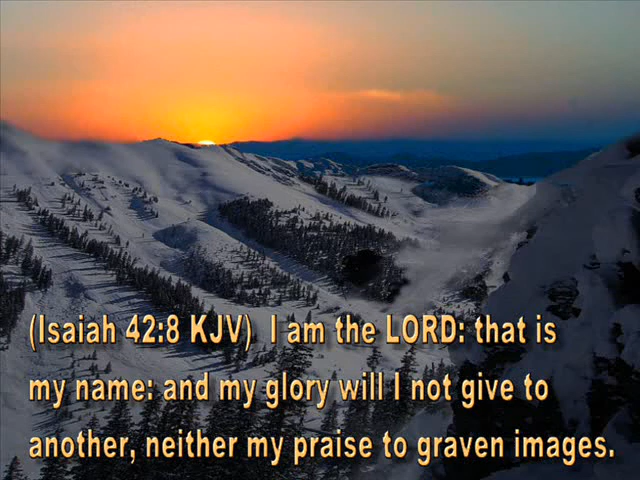 (Isaiah 42:8 KJV) I am the LORD: that is
my name: and my glory will I not give to
another, neither my praise to graven images.